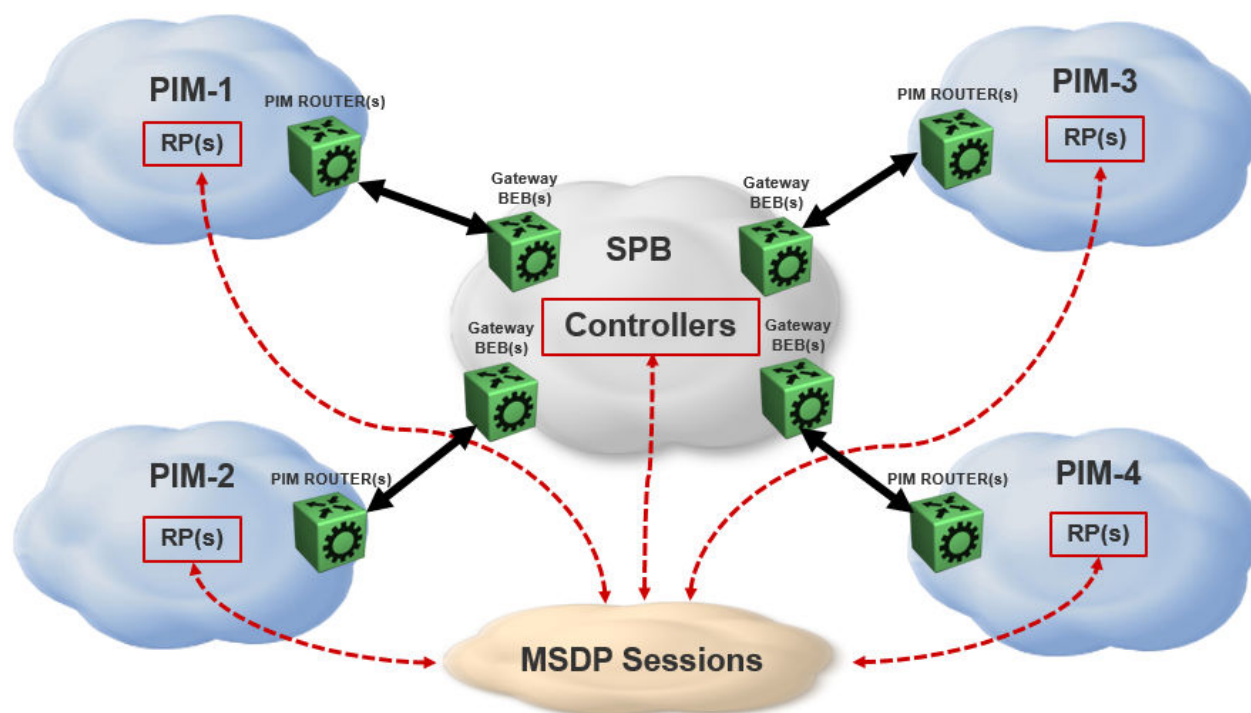 PIM-1
PIM ROUTER(s)
RP(s)
PIM-3
PIM ROUTER(s)
RP(s)
Gateway
BEB(s)
Gateway
BEB(s)
SPB
Controllers
Gateway
BEB(s)
Gateway
BEB(s)
PIM-2
PIM ROUTER(s)
RP(s)
PIM-4
PIM ROUTER(s)
RP(s)
MSDP Sessions